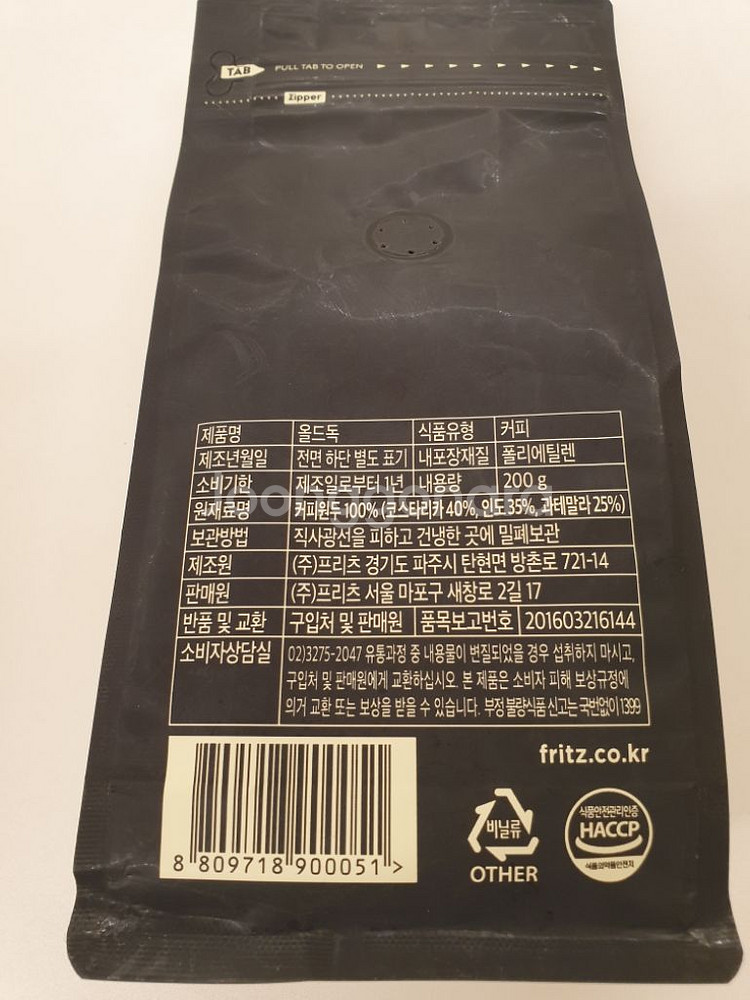 TAB PULL TAB TO OPEN
Zipper
joonggonara
제품명 올드독 식품유형 커피
제조년월일 전면 하단 별도 표기 내포장재질 폴리에틸렌
소비기한 제조일로부터 1년 내용량 200 g
원재료명 커피원두 100% (코스타리카 40%, 인도 35%, 과테말라 25%)
보관방법 직사광선을 피하고 건냉한 곳에 밀폐보관
제조원 (주)프리츠 경기도 파주시 탄현면 방촌로 721-14
판매원 (주)프리츠 서울 마포구 새창로 2길 17
반품 및 교환 구입처 및 판매원 품목보고번호 201603216144
소비자상담실 02)3275-2047 유통과정 중 내용물이 변질되었을 경우 섭취하지 마시고,
구입처 및 판매원에게 교환하십시오. 본 제품은 소비자 피해 보상규정에
의거 교환 또는 보상을 받을 수 있습니다. 부정불량식품 신고는 국번없이 1399
fritz.co.kr
8 809718 900051 >
비닐류
OTHER
식품안전관리인증
HACCP
식품의약품안전처